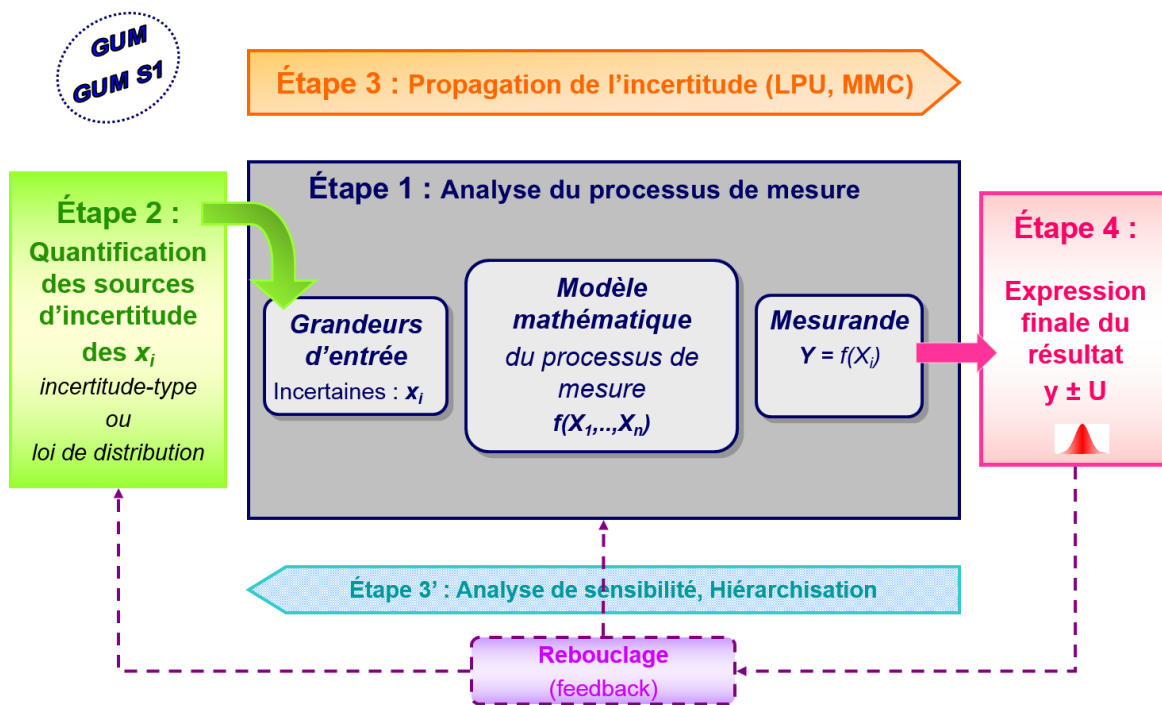 GUM
GUM S1
Étape 3 : Propagation de l’incertitude (LPU, MMC)
Étape 2 :
Quantification
des sources
d’incertitude
des xi
incertitude-type
ou
loi de distribution
Étape 1 : Analyse du processus de mesure
Grandeurs
d’entrée
Incertaines : xi
Modèle
mathématique
du processus de
mesure
f(X1,..,Xn)
Mesurande
Y = f(Xi)
Étape 4 :
Expression
finale du
résultat
y ± U
Étape 3’ : Analyse de sensibilité, Hiérarchisation
Rebouclage
(feedback)